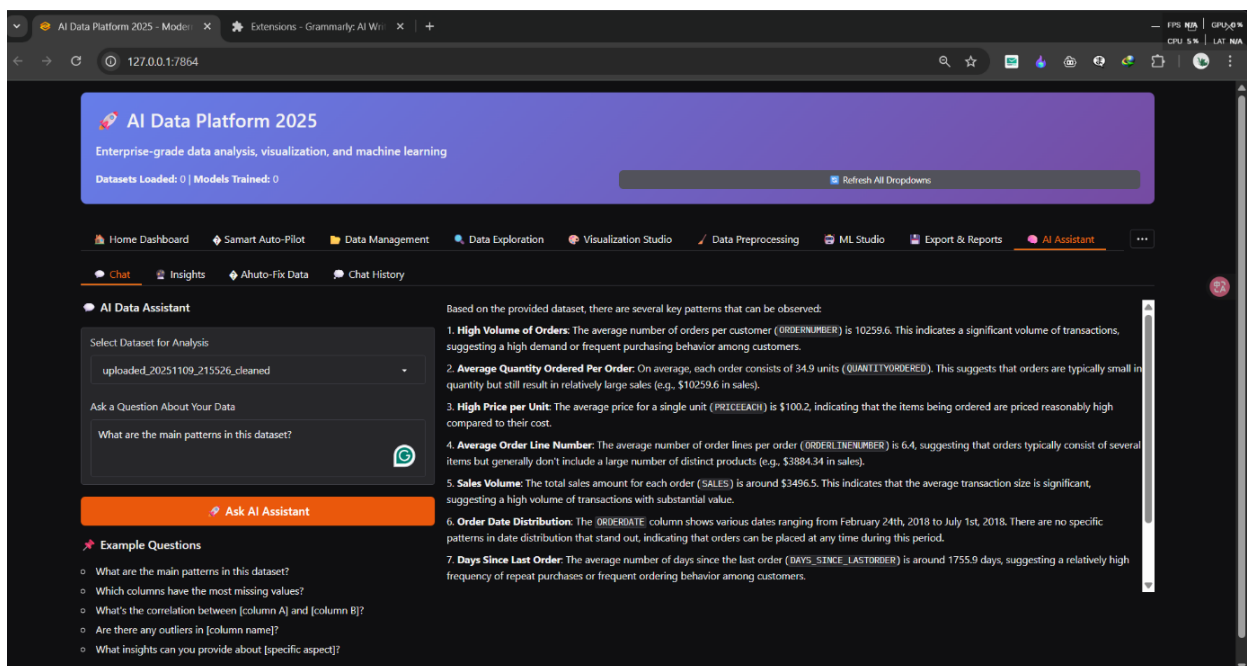 AI Data Platform 2025 - Moder
Extensions - Grammarly: AI Wri
FPS N/A GPU 0%
CPU 5% LAT N/A
127.0.0.1:7864
AI Data Platform 2025
Enterprise-grade data analysis, visualization, and machine learning
Datasets Loaded: 0 | Models Trained: 0
Refresh All Dropdowns
Home Dashboard Samart Auto-Pilot Data Management Data Exploration Visualization Studio Data Preprocessing ML Studio Export & Reports AI Assistant ...
Chat Insights Ahuto-Fix Data Chat History
AI Data Assistant
Select Dataset for Analysis
uploaded_20251109_215526_cleaned
Ask a Question About Your Data
What are the main patterns in this dataset?
Ask AI Assistant
Example Questions
What are the main patterns in this dataset?
Which columns have the most missing values?
What's the correlation between [column A] and [column B]?
Are there any outliers in [column name]?
What insights can you provide about [specific aspect]?
Based on the provided dataset, there are several key patterns that can be observed:
1. High Volume of Orders: The average number of orders per customer (ORDERNUMBER) is 10259.6. This indicates a significant volume of transactions,
suggesting a high demand or frequent purchasing behavior among customers.
2. Average Quantity Ordered Per Order: On average, each order consists of 34.9 units (QUANTITYORDERED). This suggests that orders are typically small in
quantity but still result in relatively large sales (e.g., $10259.6 in sales).
3. High Price per Unit: The average price for a single unit (PRICEEACH) is $100.2, indicating that the items being ordered are priced reasonably high
compared to their cost.
4. Average Order Line Number: The average number of order lines per order (ORDERLINENUMBER) is 6.4, suggesting that orders typically consist of several
items but generally don't include a large number of distinct products (e.g., $3884.34 in sales).
5. Sales Volume: The total sales amount for each order (SALES) is around $3496.5. This indicates that the average transaction size is significant,
suggesting a high volume of transactions with substantial value.
6. Order Date Distribution: The ORDERDATE column shows various dates ranging from February 24th, 2018 to July 1st, 2018. There are no specific
patterns in date distribution that stand out, indicating that orders can be placed at any time during this period.
7. Days Since Last Order: The average number of days since the last order (DAYS_SINCE_LASTORDER) is around 1755.9 days, suggesting a relatively high
frequency of repeat purchases or frequent ordering behavior among customers.